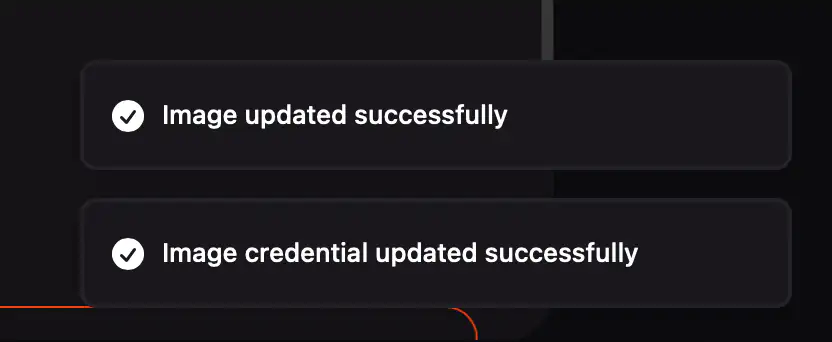 Image updated successfully
Image credential updated successfully